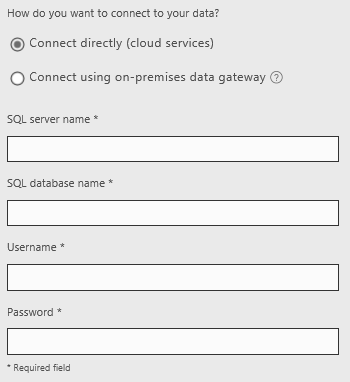 How do you want to connect to your data?
Connect directly (cloud services)
Connect using on-premises data gateway ?
SQL server name *
SQL database name *
Username *
Password *
* Required field